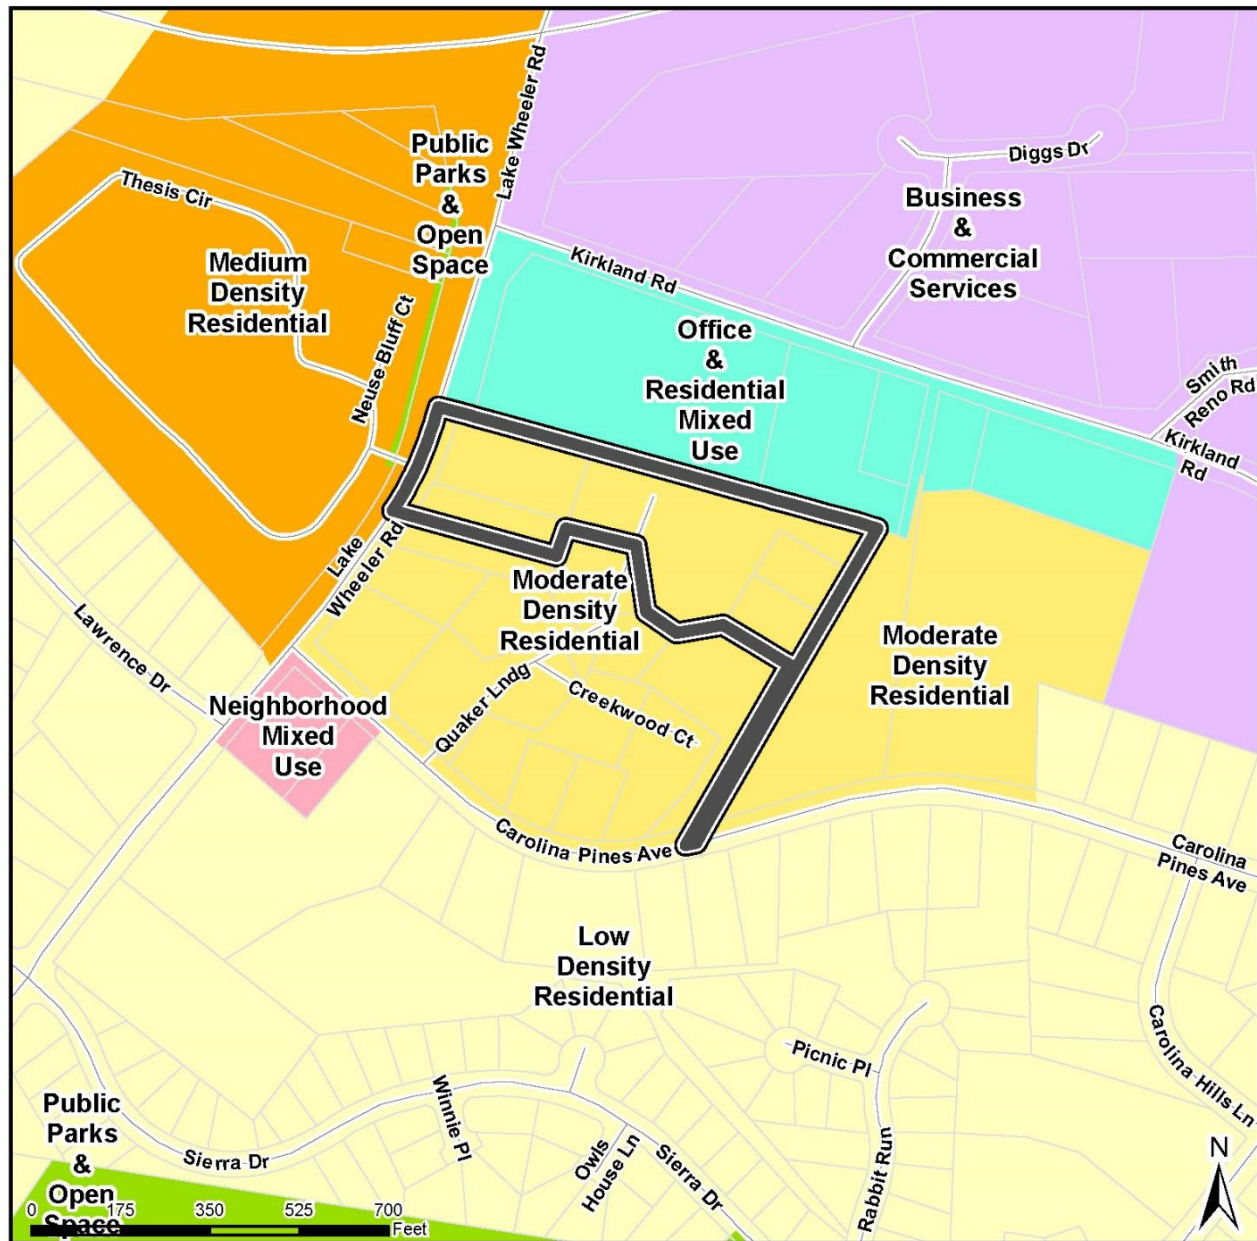 Lake Wheeler Rd
Public
Parks
&
Open
Space
Diggs Dr
Thesis Cir
Business
&
Commercial
Services
Medium
Density
Residential
Kirkland Rd
Neuse Bluff Ct
Office
&
Residential
Mixed
Use
Smith
Reno Rd
Kirkland
Rd
Lake
Wheeler Rd
Moderate
Density
Residential
Moderate
Density
Residential
Lawrence Dr
Neighborhood
Mixed
Use
Quaker Lndg
Creekwood Ct
Carolina Pines Ave
Carolina
Pines Ave
Low
Density
Residential
Picnic Pl
Carolina Hills Ln
Winnie Pl
Owls
House Ln
Sierra Dr
Sierra Dr
Rabbit Run
Public
Parks
&
Open
Space
N
0 175 350 525 700
Feet